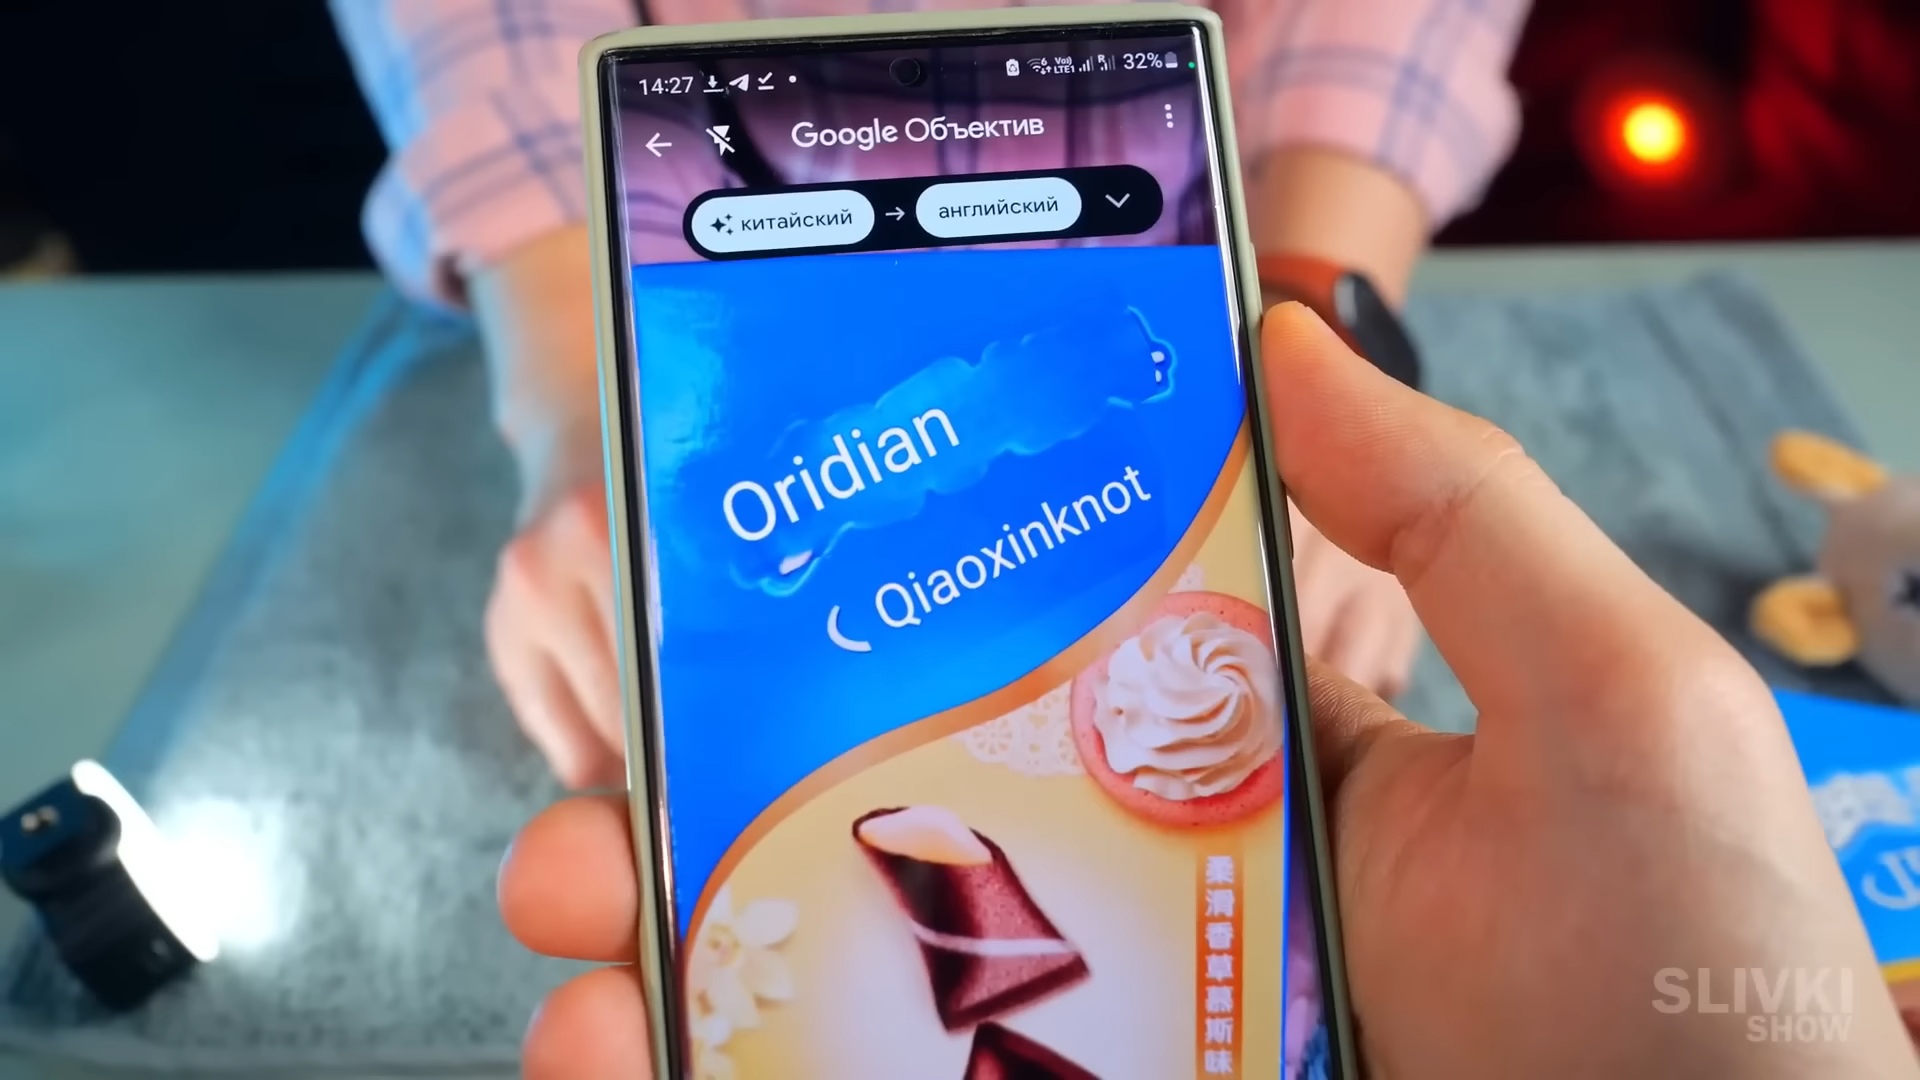 14:27
32%
Google Объектив
китайский → английский
Oridian
Qiaoxinknot
柔滑香草慕斯味
SLIVKI
SHOW